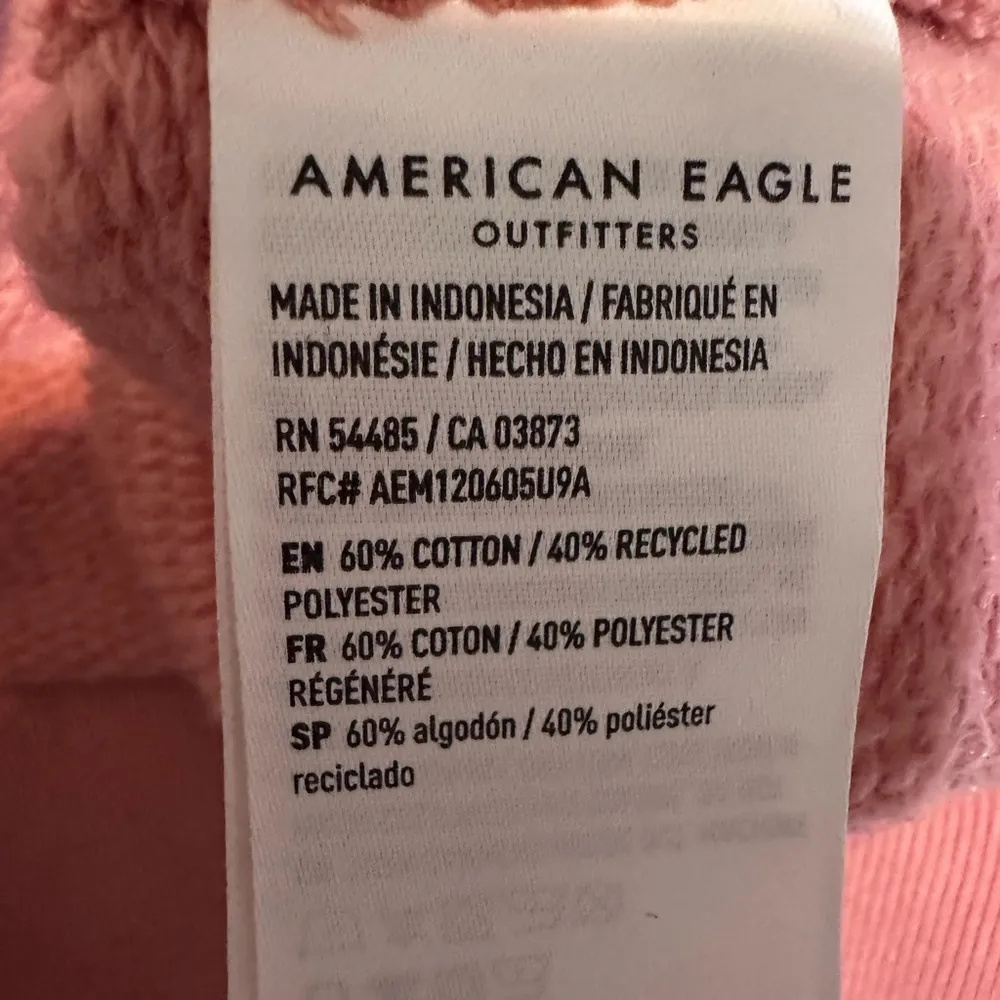 AMERICAN EAGLE
OUTFITTERS
MADE IN INDONESIA / FABRIQUÉ EN
INDONÉSIE / HECHO EN INDONESIA
RN 54485 / CA 03873
RFC# AEM120605U9A
EN 60% COTTON / 40% RECYCLED
POLYESTER
FR 60% COTON / 40% POLYESTER
RÉGÉNÉRÉ
SP 60% algodón / 40% poliéster
reciclado